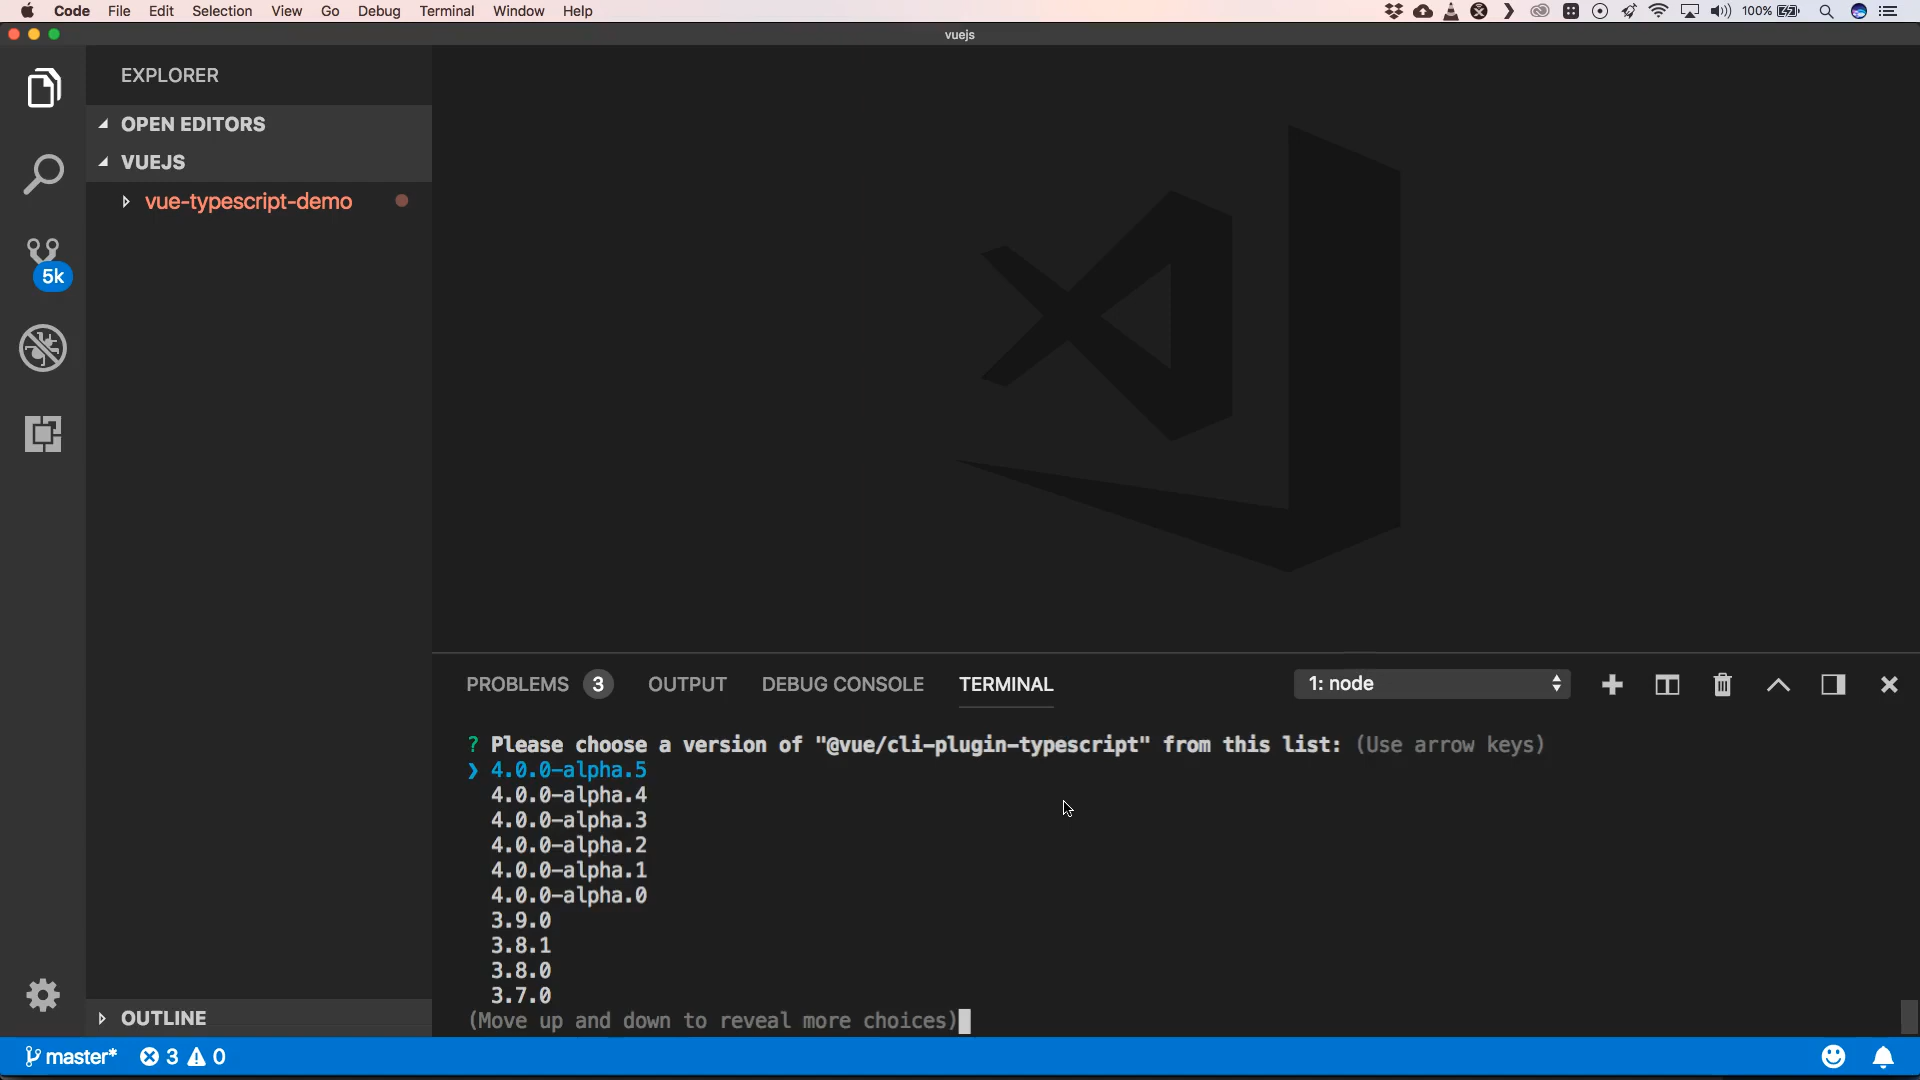 Code File Edit Selection View Go Debug Terminal Window Help 100%
vuejs
EXPLORER
OPEN EDITORS
VUEJS
vue-typescript-demo
5k
PROBLEMS 3 OUTPUT DEBUG CONSOLE TERMINAL 1: node
? Please choose a version of "@vue/cli-plugin-typescript" from this list: (Use arrow keys)
❯ 4.0.0-alpha.5
4.0.0-alpha.4
4.0.0-alpha.3
4.0.0-alpha.2
4.0.0-alpha.1
4.0.0-alpha.0
3.9.0
3.8.1
3.8.0
3.7.0
(Move up and down to reveal more choices)
OUTLINE
master* 3 0